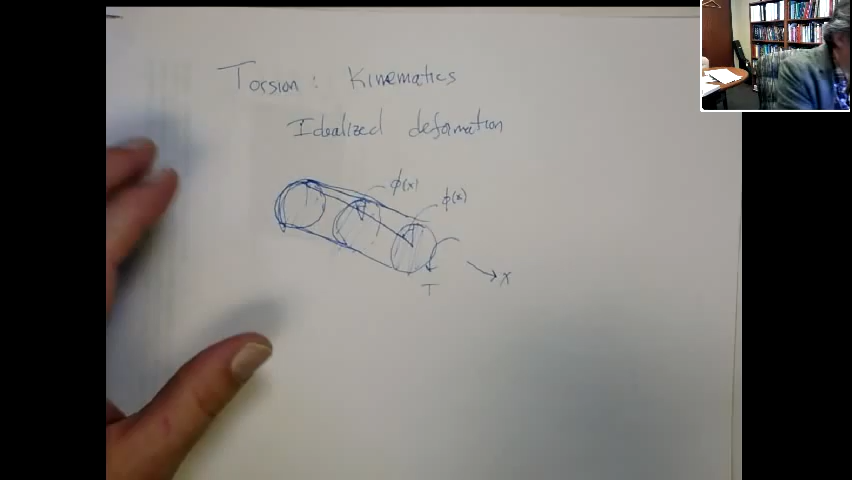 Torsion: Kinematics
Idealized deformation
ϕ(x)
ϕ(x)
x
T